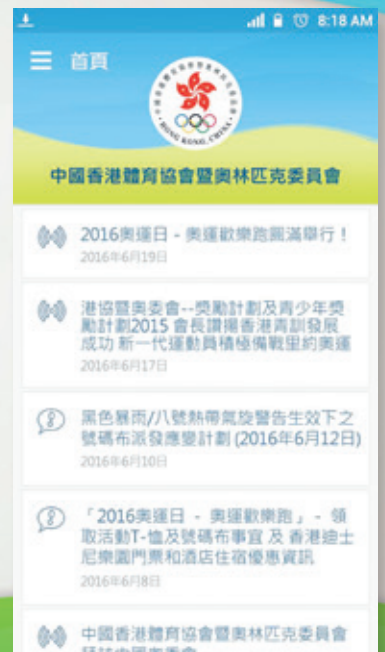 8:18 AM
首頁
HONG KONG, CHINA
中國香港體育協會暨奧林匹克委員會
2016奧運日 - 奧運歡樂跑圓滿舉行！
2016年6月19日
港協暨奧委會--獎勵計劃及青少年獎
勵計劃2015 會長讚揚香港青訓發展
成功 新一代運動員積極備戰里約奧運
2016年6月17日
黑色暴雨/八號熱帶氣旋警告生效下之
號碼布派發應變計劃 (2016年6月12日)
2016年6月10日
「2016奧運日 - 奧運歡樂跑」 - 領
取活動T-恤及號碼布事宜 及 香港迪士
尼樂園門票和酒店住宿優惠資訊
2016年6月8日
中國香港體育協會暨奧林匹克委員會